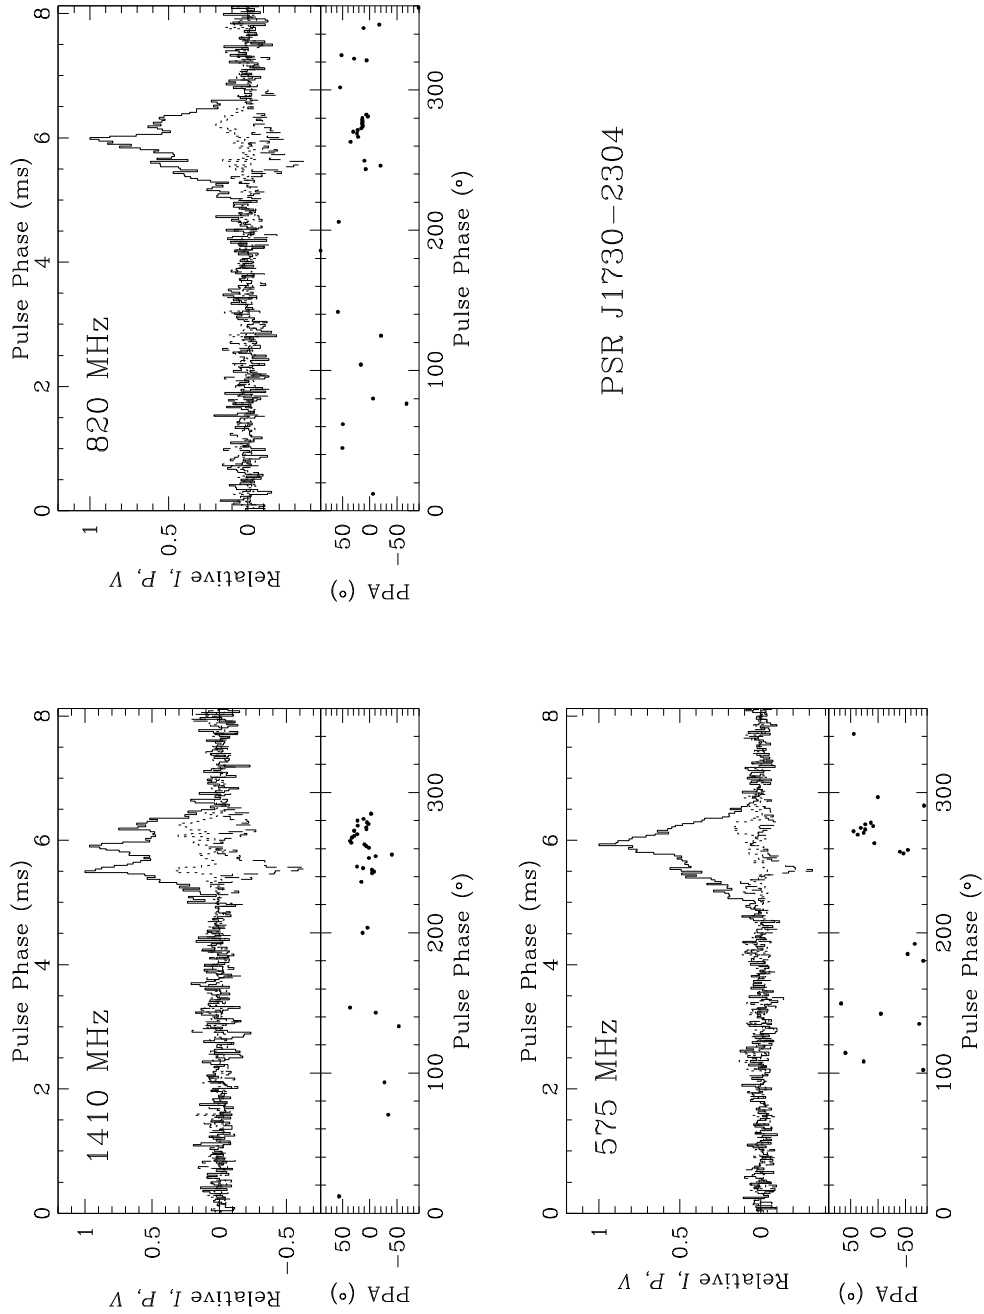 Pulse Phase (ms)
0 2 4 6 8
1410 MHz
Relative I, P, V
1 0.5 0 −0.5
PPA (°)
50 0 −50
0 100 200 300
Pulse Phase (°)
Pulse Phase (ms)
0 2 4 6 8
820 MHz
Relative I, P, V
1 0.5 0
PPA (°)
50 0 −50
0 100 200 300
Pulse Phase (°)
Pulse Phase (ms)
0 2 4 6 8
575 MHz
Relative I, P, V
1 0.5 0
PPA (°)
50 0 −50
0 100 200 300
Pulse Phase (°)
PSR J1730−2304